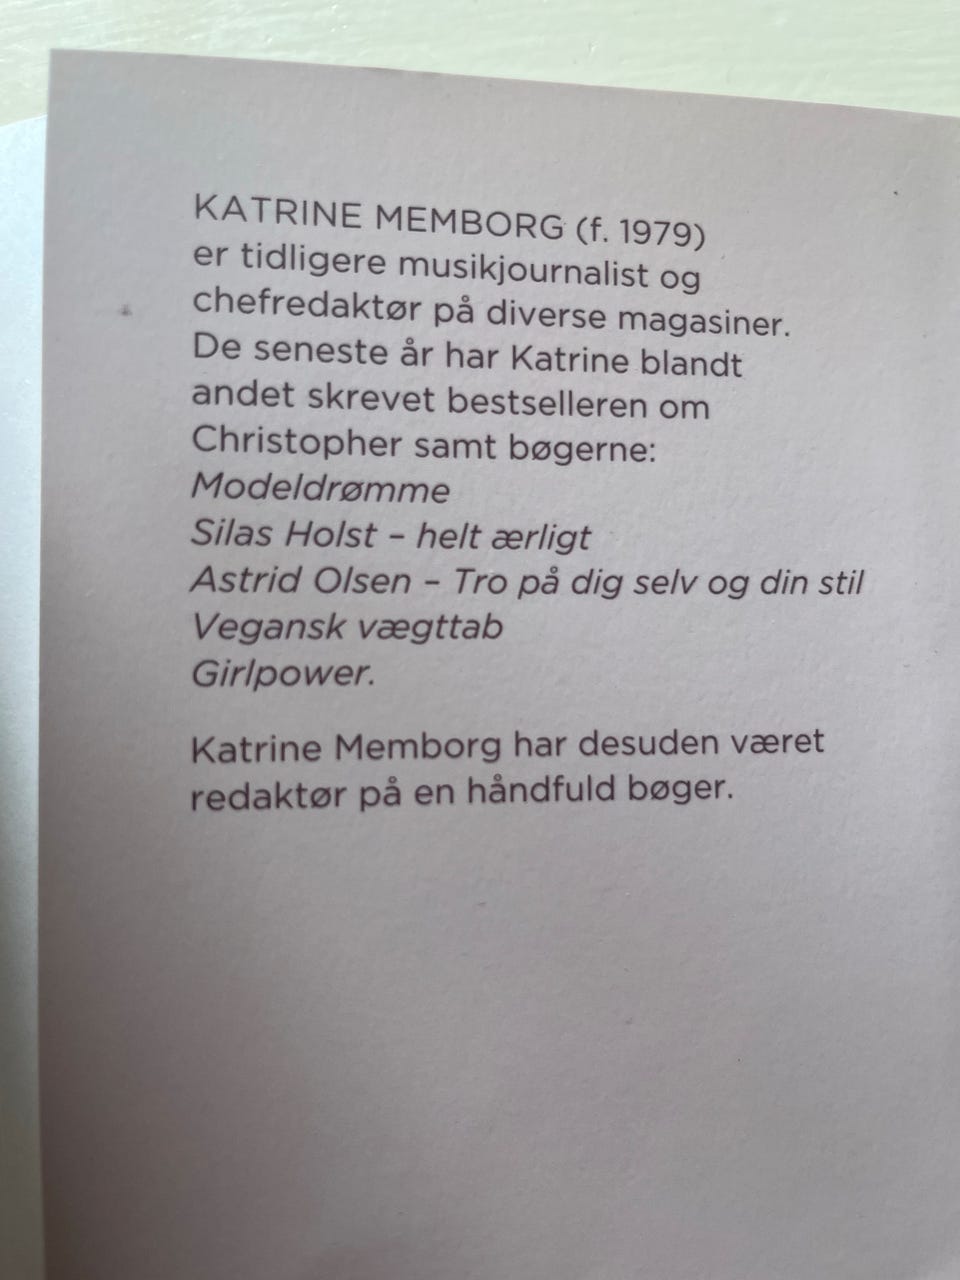 KATRINE MEMBORG (f. 1979)
er tidligere musikjournalist og
chefredaktør på diverse magasiner.
De seneste år har Katrine blandt
andet skrevet bestselleren om
Christopher samt bøgerne:
Modeldrømme
Silas Holst – helt ærligt
Astrid Olsen – Tro på dig selv og din stil
Vegansk vægttab
Girlpower.
Katrine Memborg har desuden været
redaktør på en håndfuld bøger.